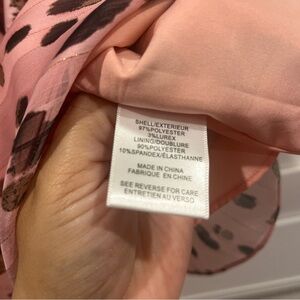 SHELL/EXTERIEUR
97%POLYESTER
3%LUREX
LINING/DOUBLURE
90%POLYESTER
10%SPANDEX/ELASTHANNE
MADE IN CHINA
FABRIQUE EN CHINE
SEE REVERSE FOR CARE
ENTRETIEN AU VERSO